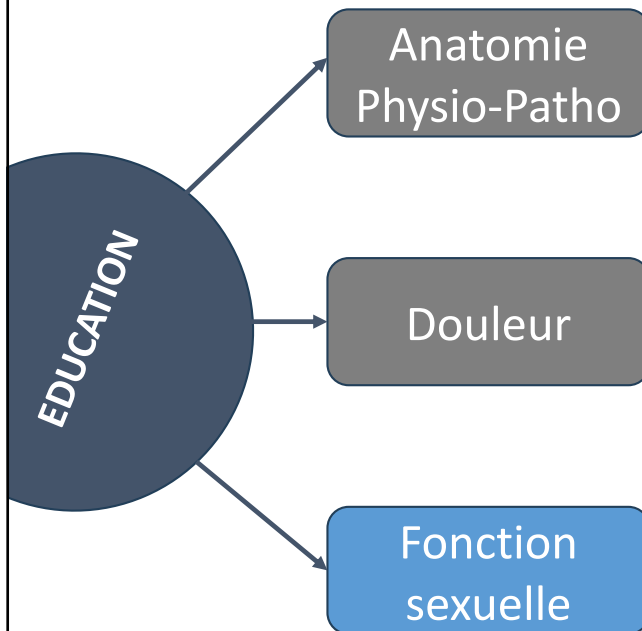 Anatomie
Physio-Patho
EDUCATION
Douleur
Fonction
sexuelle